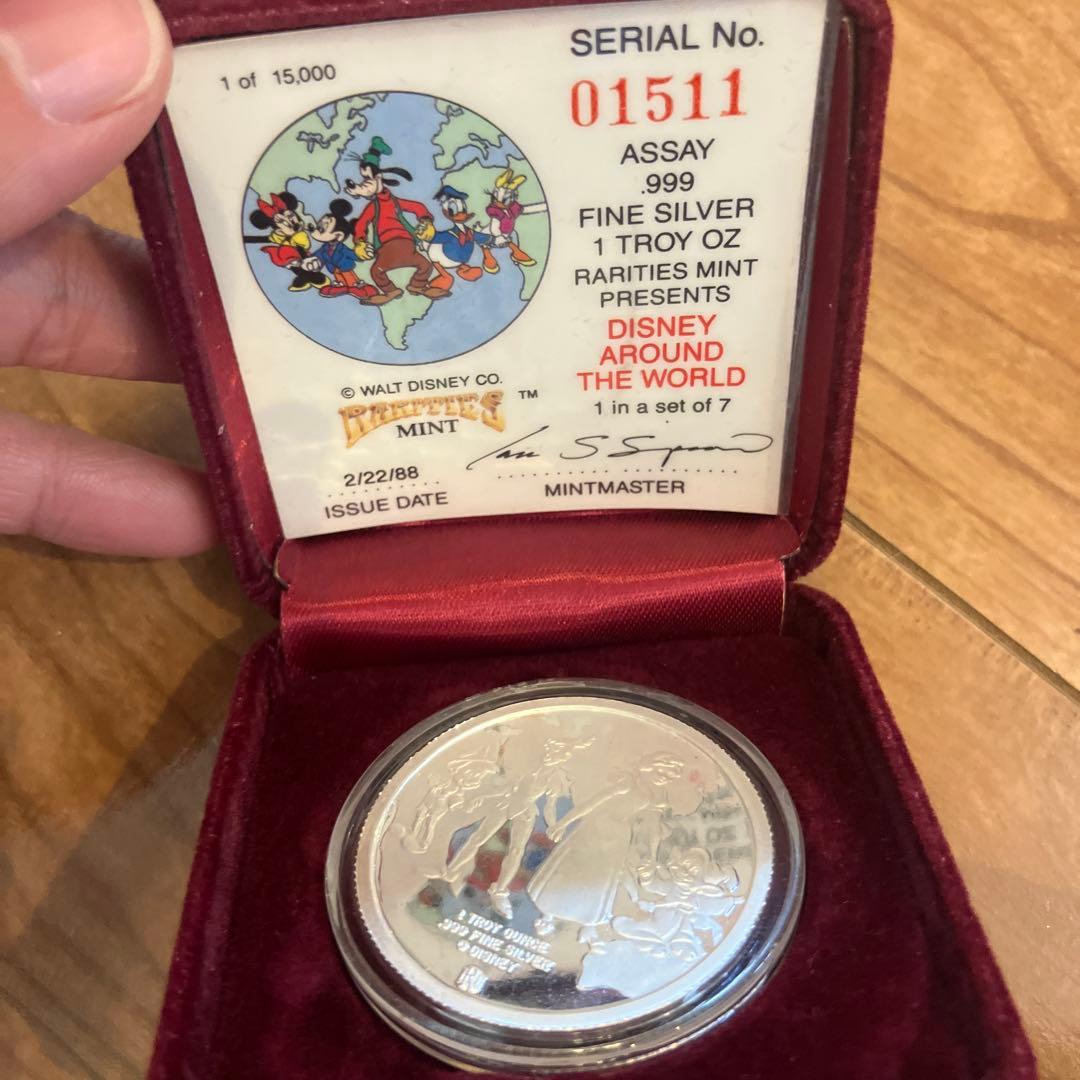 1 of 15,000
SERIAL No.
01511
ASSAY
.999
FINE SILVER
1 TROY OZ
RARITIES MINT
PRESENTS
DISNEY
AROUND
THE WORLD
1 in a set of 7
© WALT DISNEY CO.
RARITIES ™
MINT
2/22/88
ISSUE DATE
MINTMASTER
1 TROY OUNCE
.999 FINE SILVER
© DISNEY